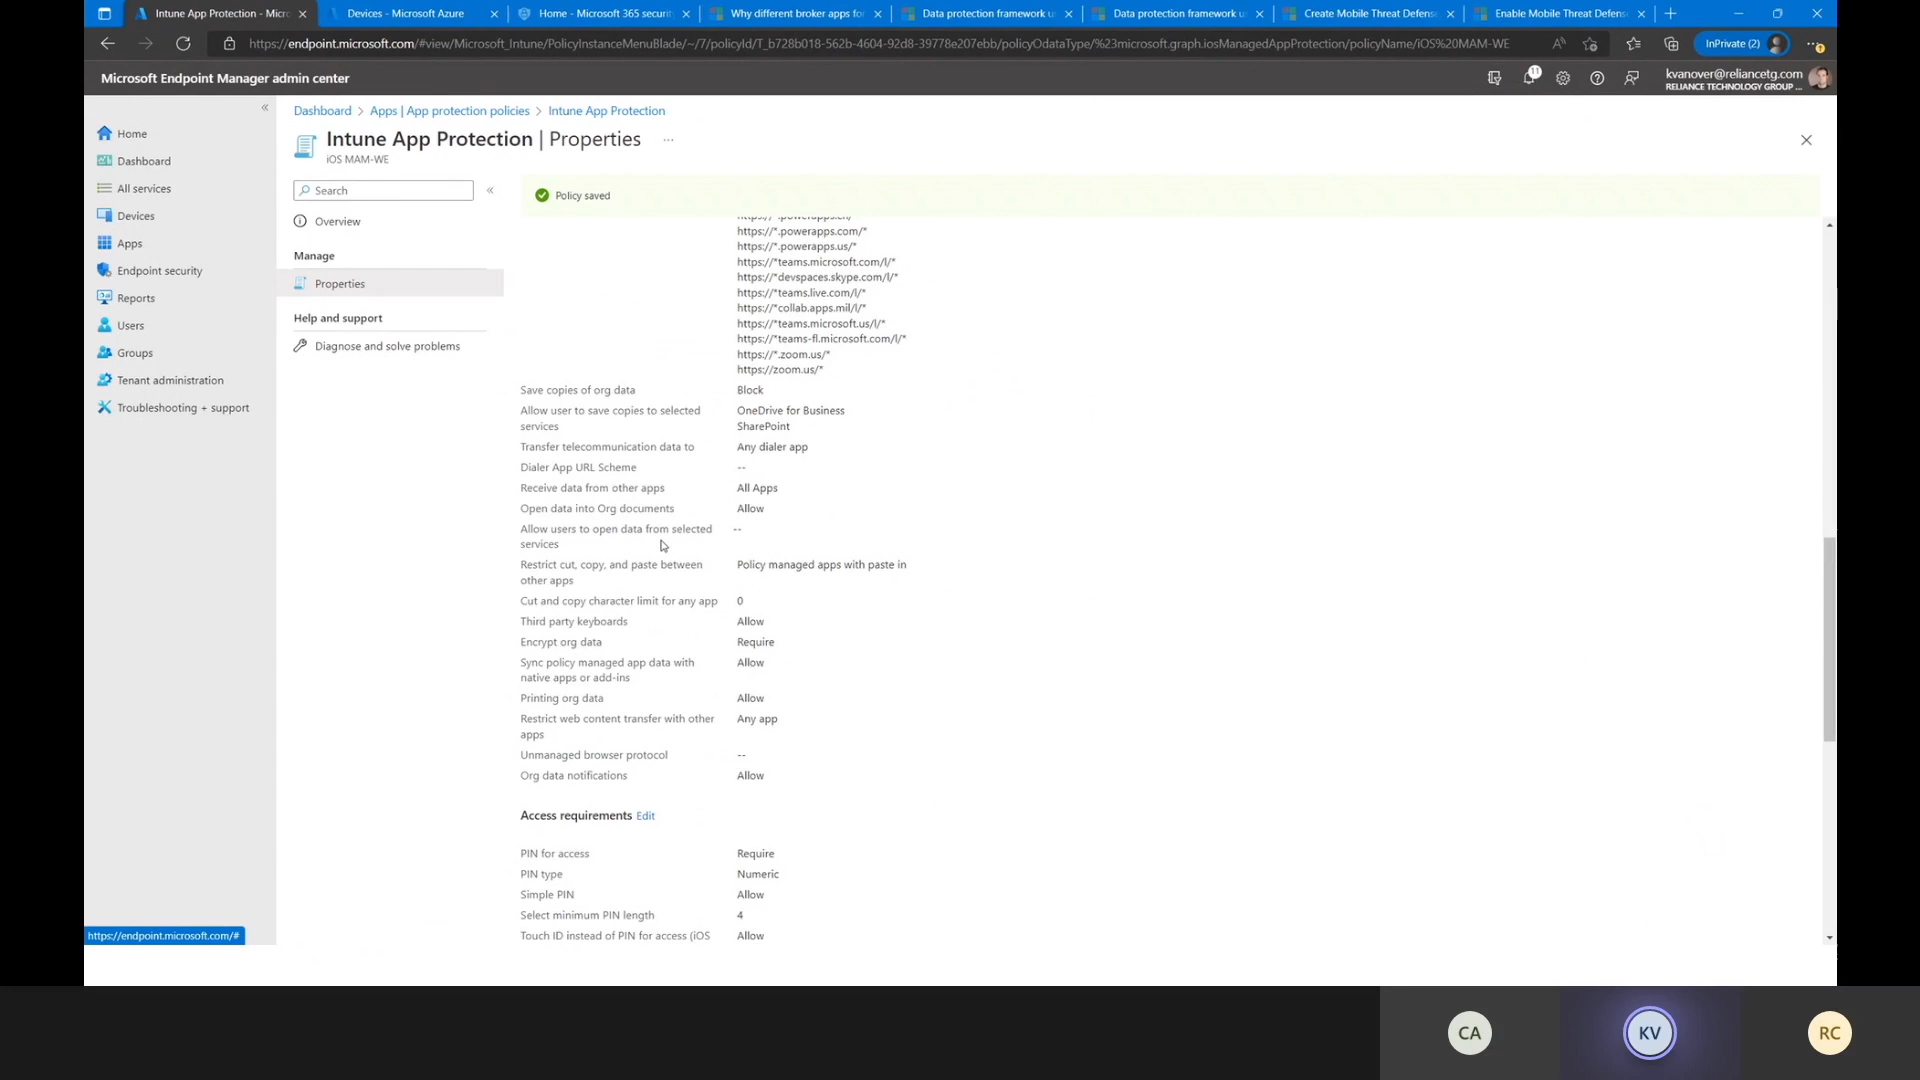 Intune App Protection - Micro
Devices - Microsoft Azure
Home - Microsoft 365 securit
Why different broker apps fo
Data protection framework u
Data protection framework u
Create Mobile Threat Defens
Enable Mobile Threat Defens
https://endpoint.microsoft.com/#view/Microsoft_Intune/PolicyInstanceMenuBlade/~/7/policyId/T_b728b018-562b-4604-92d8-39778e207ebb/policyOdataType/%23microsoft.graph.iosManagedAppProtection/policyName/iOS%20MAM-WE
InPrivate (2)
Microsoft Endpoint Manager admin center
11
kvanover@reliancetg.com
RELIANCE TECHNOLOGY GROUP ...
Home
Dashboard
All services
Devices
Apps
Endpoint security
Reports
Users
Groups
Tenant administration
Troubleshooting + support
Dashboard > Apps | App protection policies > Intune App Protection
Intune App Protection | Properties ...
iOS MAM-WE
Search
Overview
Manage
Properties
Help and support
Diagnose and solve problems
Policy saved
https://*.powerapps.com/*
https://*.powerapps.us/*
https://*teams.microsoft.com/l/*
https://*devspaces.skype.com/l/*
https://*teams.live.com/l/*
https://*collab.apps.mil/l/*
https://*teams.microsoft.us/l/*
https://*teams-fl.microsoft.com/l/*
https://*.zoom.us/*
https://zoom.us/*
Save copies of org data Block
Allow user to save copies to selected OneDrive for Business
services SharePoint
Transfer telecommunication data to Any dialer app
Dialer App URL Scheme --
Receive data from other apps All Apps
Open data into Org documents Allow
Allow users to open data from selected --
services
Restrict cut, copy, and paste between Policy managed apps with paste in
other apps
Cut and copy character limit for any app 0
Third party keyboards Allow
Encrypt org data Require
Sync policy managed app data with Allow
native apps or add-ins
Printing org data Allow
Restrict web content transfer with other Any app
apps
Unmanaged browser protocol --
Org data notifications Allow
Access requirements Edit
PIN for access Require
PIN type Numeric
Simple PIN Allow
Select minimum PIN length 4
Touch ID instead of PIN for access (iOS Allow
https://endpoint.microsoft.com/#
CA
KV
RC